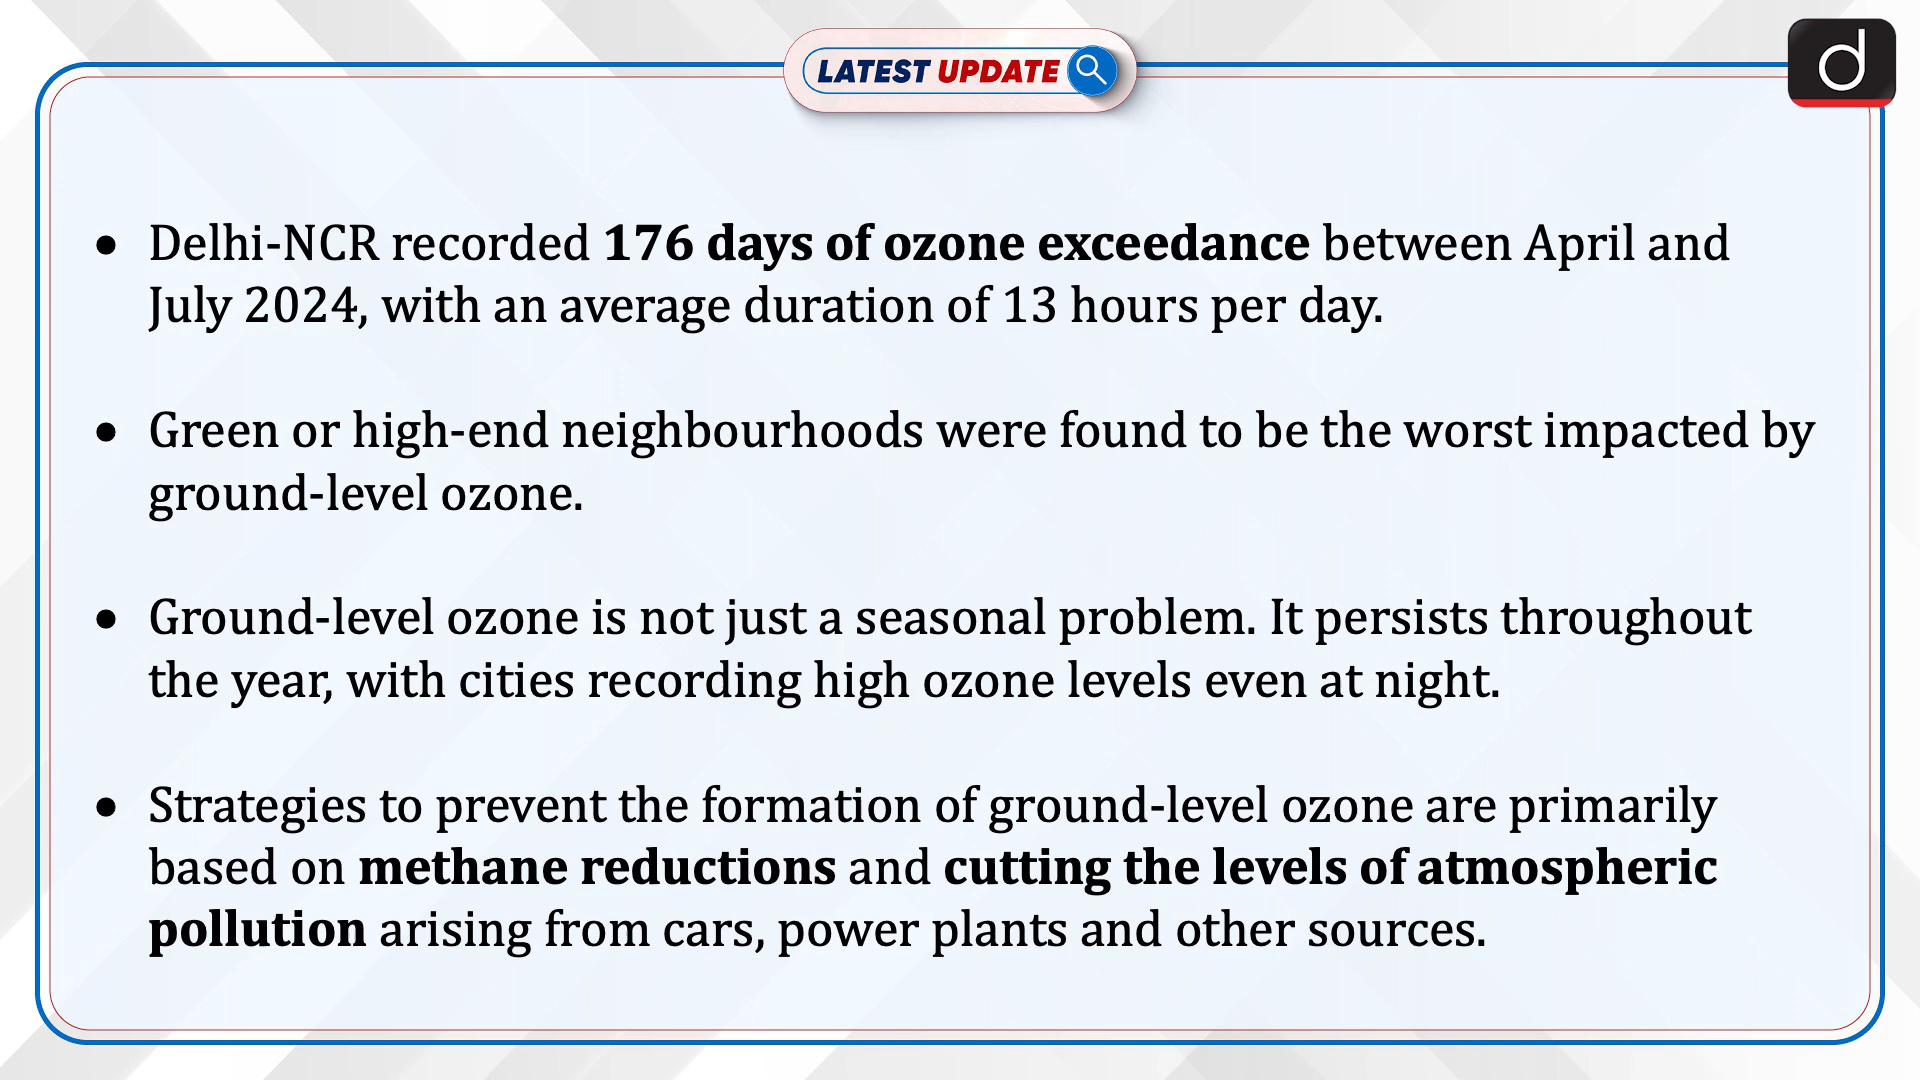 LATEST UPDATE
d
• Delhi-NCR recorded 176 days of ozone exceedance between April and
July 2024, with an average duration of 13 hours per day.
• Green or high-end neighbourhoods were found to be the worst impacted by
ground-level ozone.
• Ground-level ozone is not just a seasonal problem. It persists throughout
the year, with cities recording high ozone levels even at night.
• Strategies to prevent the formation of ground-level ozone are primarily
based on methane reductions and cutting the levels of atmospheric
pollution arising from cars, power plants and other sources.